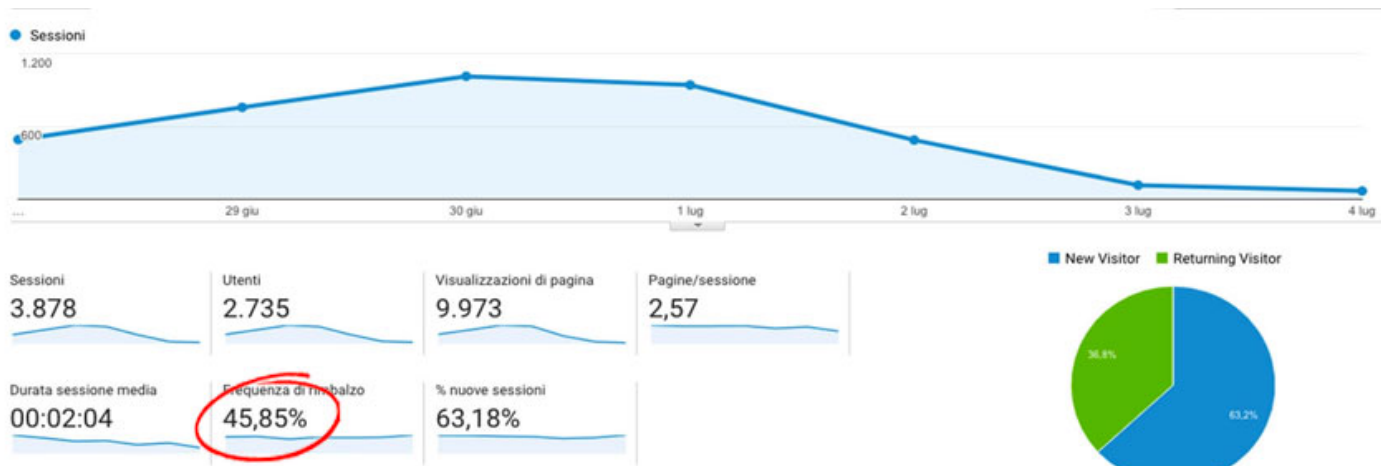 Sessioni
1.200
600
... 29 giu 30 giu 1 lug 2 lug 3 lug 4 lug
New Visitor Returning Visitor
Sessioni Utenti Visualizzazioni di pagina Pagine/sessione
3.878 2.735 9.973 2,57
36,8%
63,2%
Durata sessione media Frequenza di rimbalzo % nuove sessioni
00:02:04 45,85% 63,18%